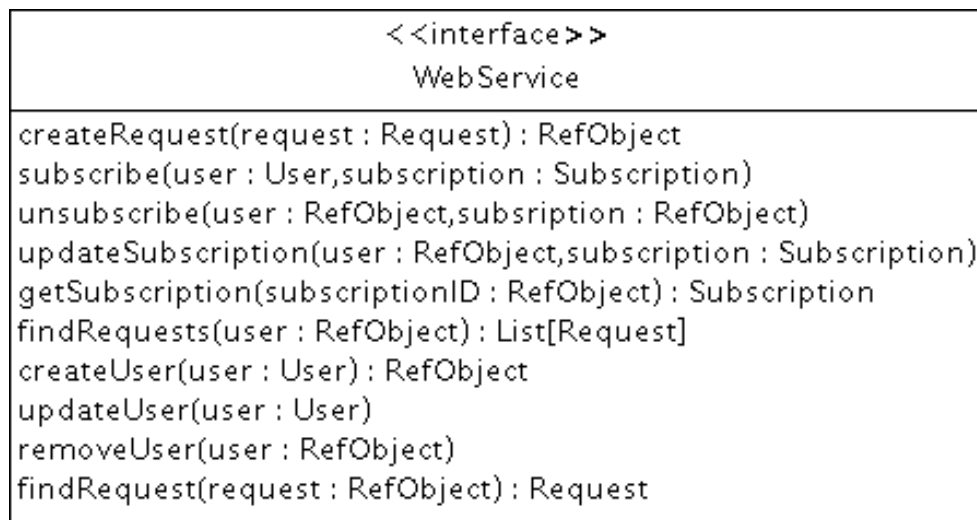 <<interface>>
WebService
createRequest(request : Request) : RefObject
subscribe(user : User,subscription : Subscription)
unsubscribe(user : RefObject,subsription : RefObject)
updateSubscription(user : RefObject,subscription : Subscription)
getSubscription(subscriptionID : RefObject) : Subscription
findRequests(user : RefObject) : List[Request]
createUser(user : User) : RefObject
updateUser(user : User)
removeUser(user : RefObject)
findRequest(request : RefObject) : Request